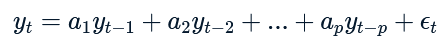 y_t = a_1 y_{t-1} + a_2 y_{t-2} + ... + a_p y_{t-p} + ϵ_t